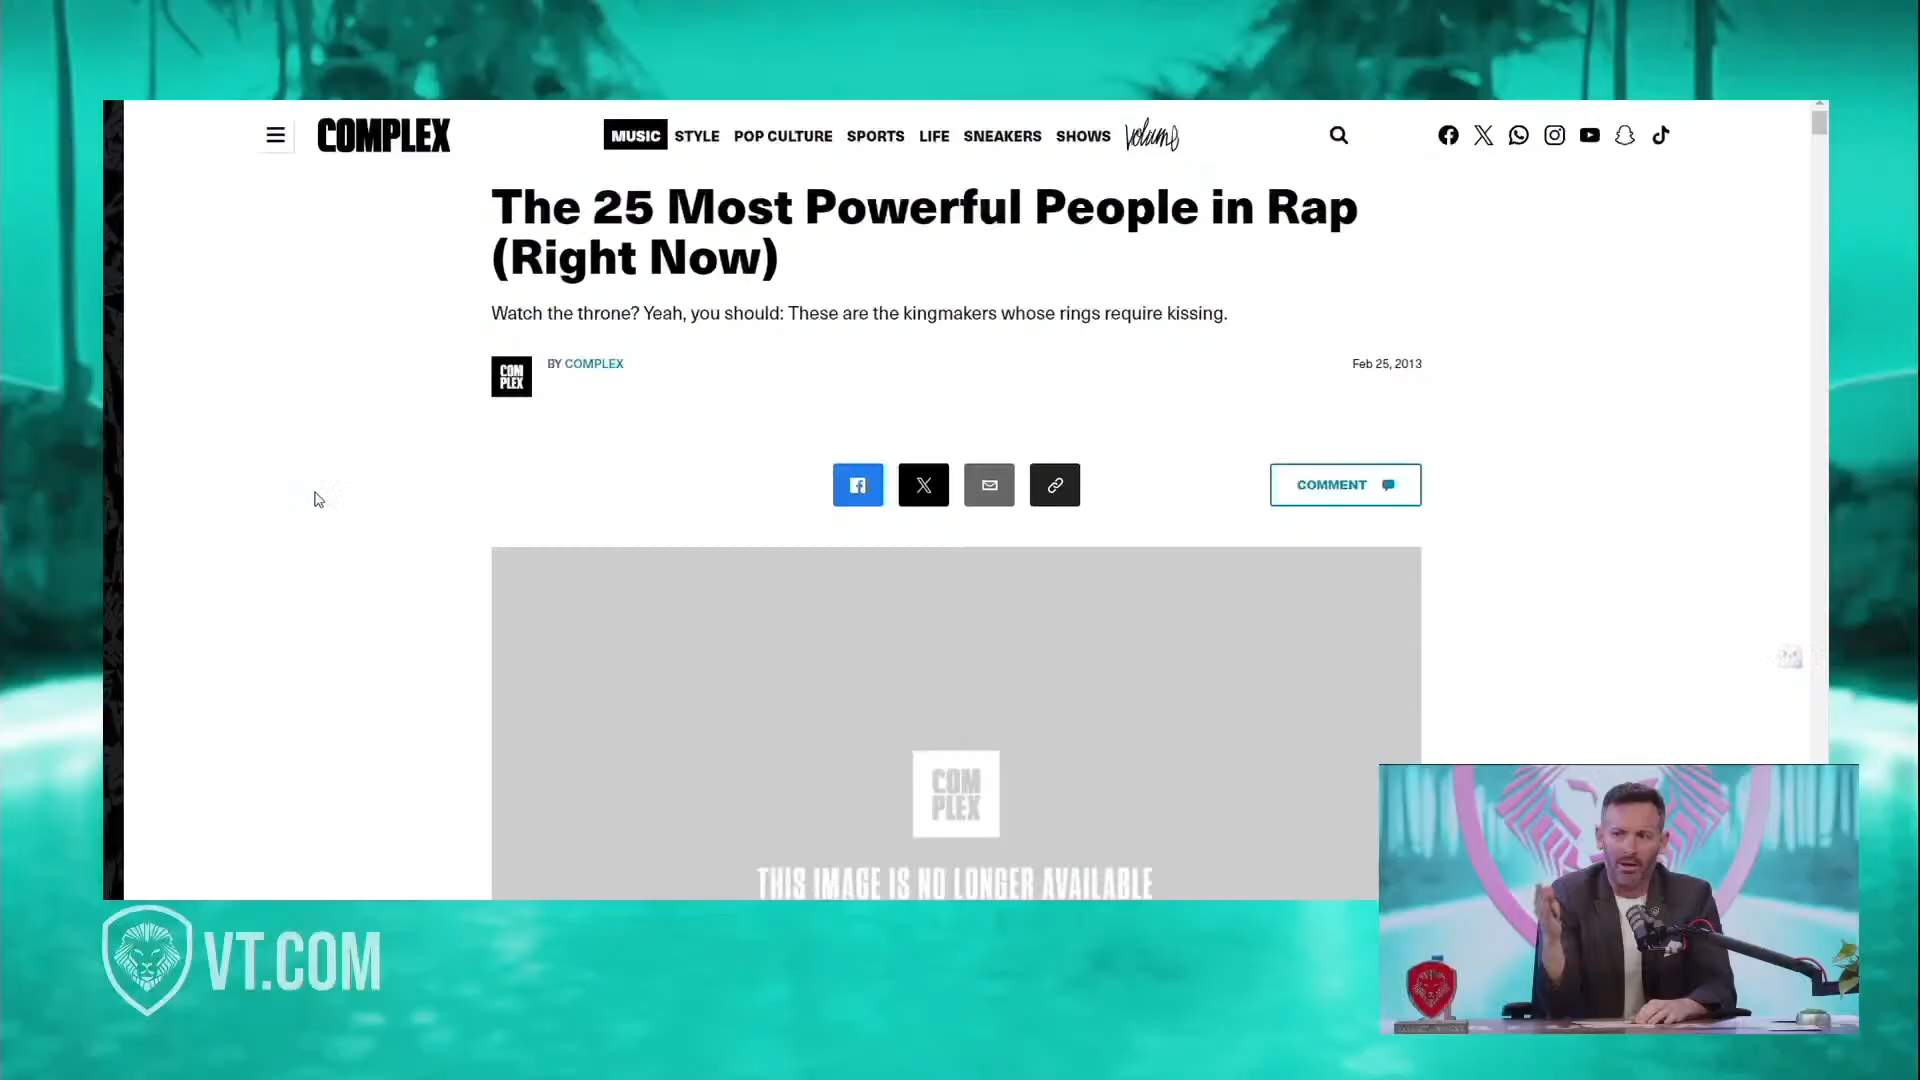 COMPLEX
MUSIC STYLE POP CULTURE SPORTS LIFE SNEAKERS SHOWS Volume
The 25 Most Powerful People in Rap
(Right Now)
Watch the throne? Yeah, you should: These are the kingmakers whose rings require kissing.
COM
PLEX
BY COMPLEX
Feb 25, 2013
COMMENT
COM
PLEX
THIS IMAGE IS NO LONGER AVAILABLE
VT.COM